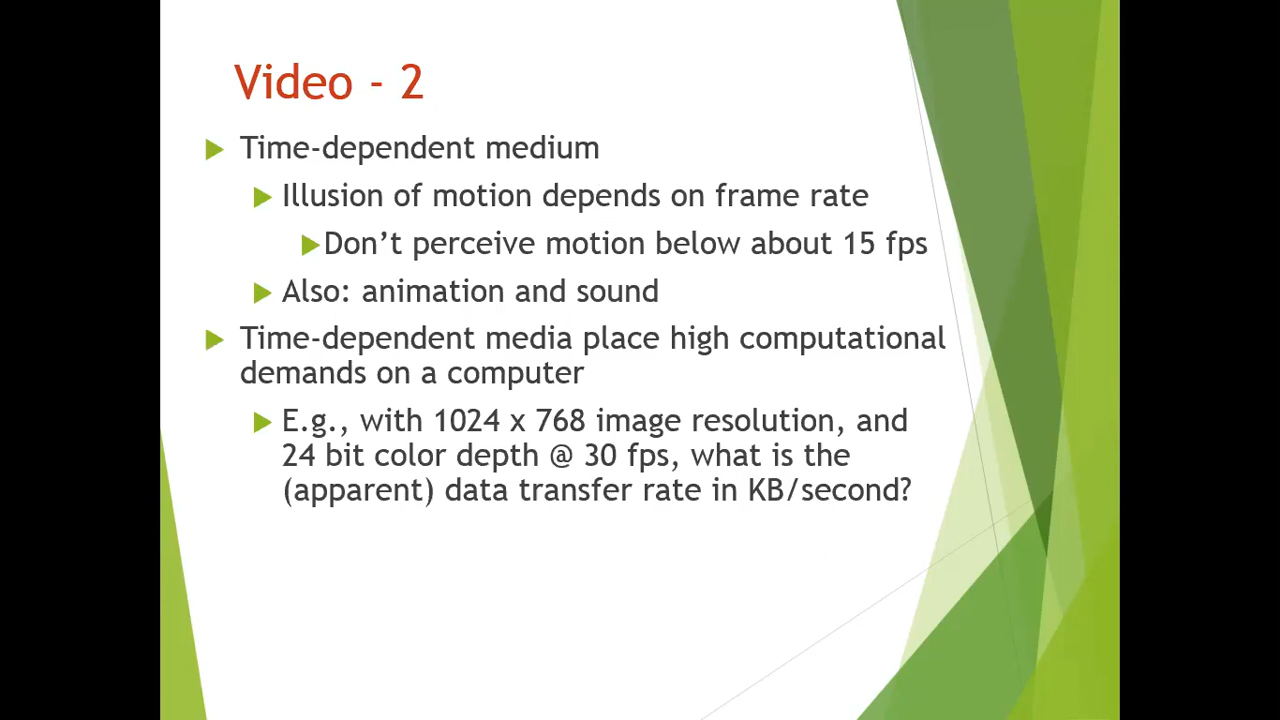 Video - 2
Time-dependent medium
Illusion of motion depends on frame rate
Don’t perceive motion below about 15 fps
Also: animation and sound
Time-dependent media place high computational
demands on a computer
E.g., with 1024 x 768 image resolution, and
24 bit color depth @ 30 fps, what is the
(apparent) data transfer rate in KB/second?